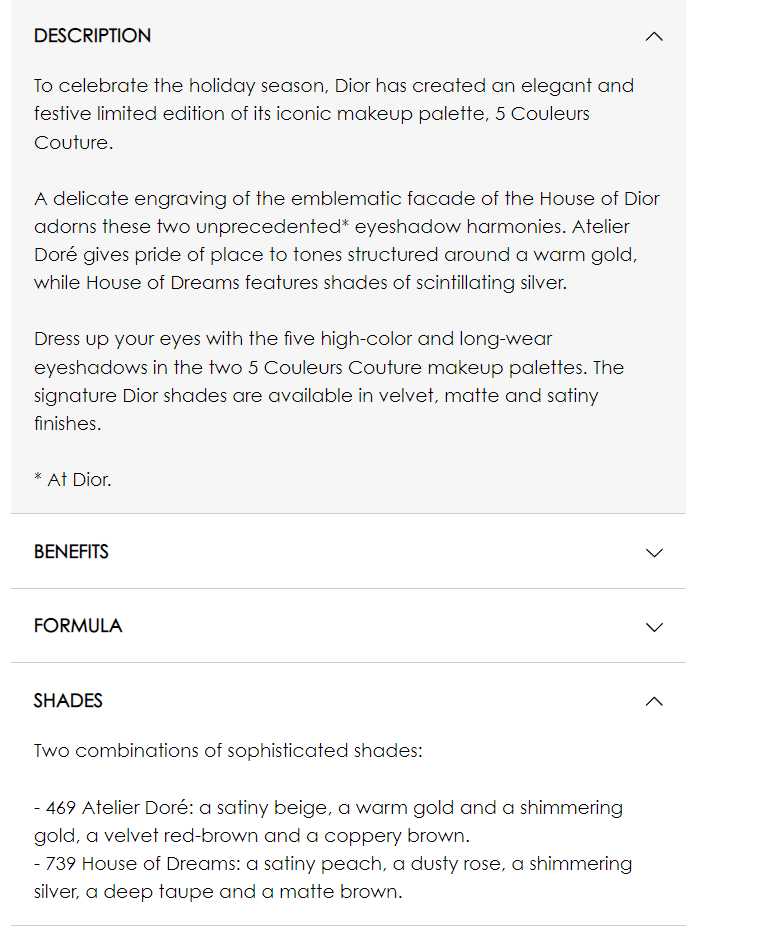 DESCRIPTION
To celebrate the holiday season, Dior has created an elegant and
festive limited edition of its iconic makeup palette, 5 Couleurs
Couture.
A delicate engraving of the emblematic facade of the House of Dior
adorns these two unprecedented* eyeshadow harmonies. Atelier
Doré gives pride of place to tones structured around a warm gold,
while House of Dreams features shades of scintillating silver.
Dress up your eyes with the five high-color and long-wear
eyeshadows in the two 5 Couleurs Couture makeup palettes. The
signature Dior shades are available in velvet, matte and satiny
finishes.
* At Dior.
BENEFITS
FORMULA
SHADES
Two combinations of sophisticated shades:
- 469 Atelier Doré: a satiny beige, a warm gold and a shimmering
gold, a velvet red-brown and a coppery brown.
- 739 House of Dreams: a satiny peach, a dusty rose, a shimmering
silver, a deep taupe and a matte brown.